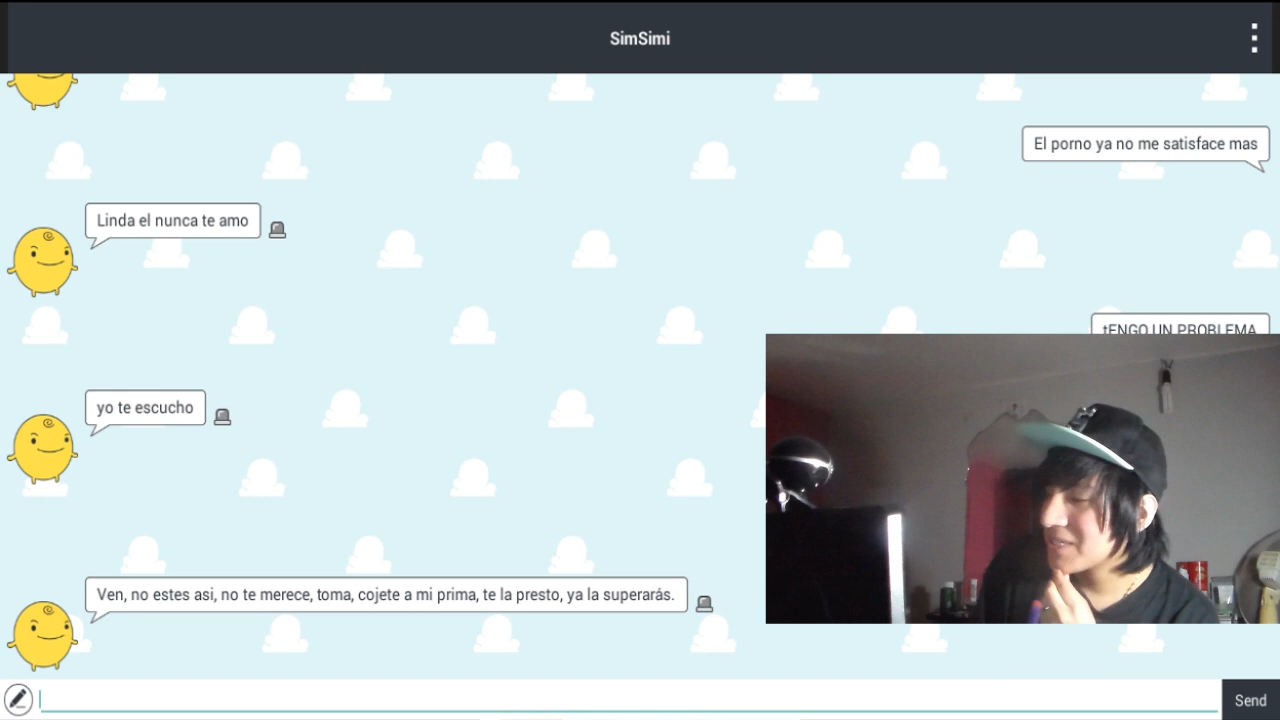 SimSimi
El porno ya no me satisface mas
Linda el nunca te amo
tENGO UN PROBLEMA
yo te escucho
Ven, no estes asi, no te merece, toma, cojete a mi prima, te la presto, ya la superarás.
Send